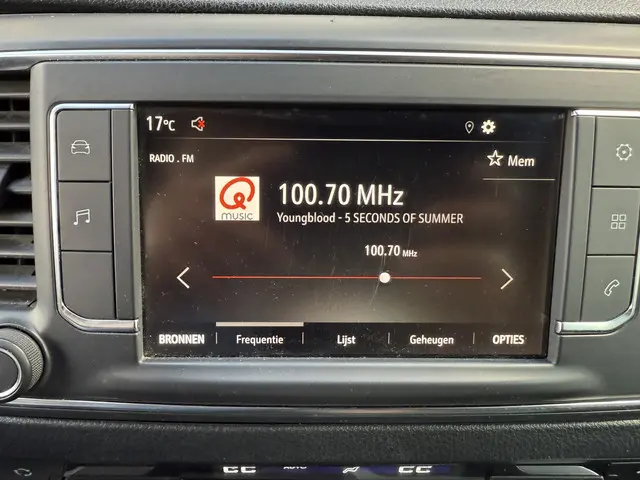 17°C
RADIO . FM
Mem
Q
MUSIC
100.70 MHz
Youngblood - 5 SECONDS OF SUMMER
100.70 MHz
BRONNEN
Frequentie
Lijst
Geheugen
OPTIES
AUTO